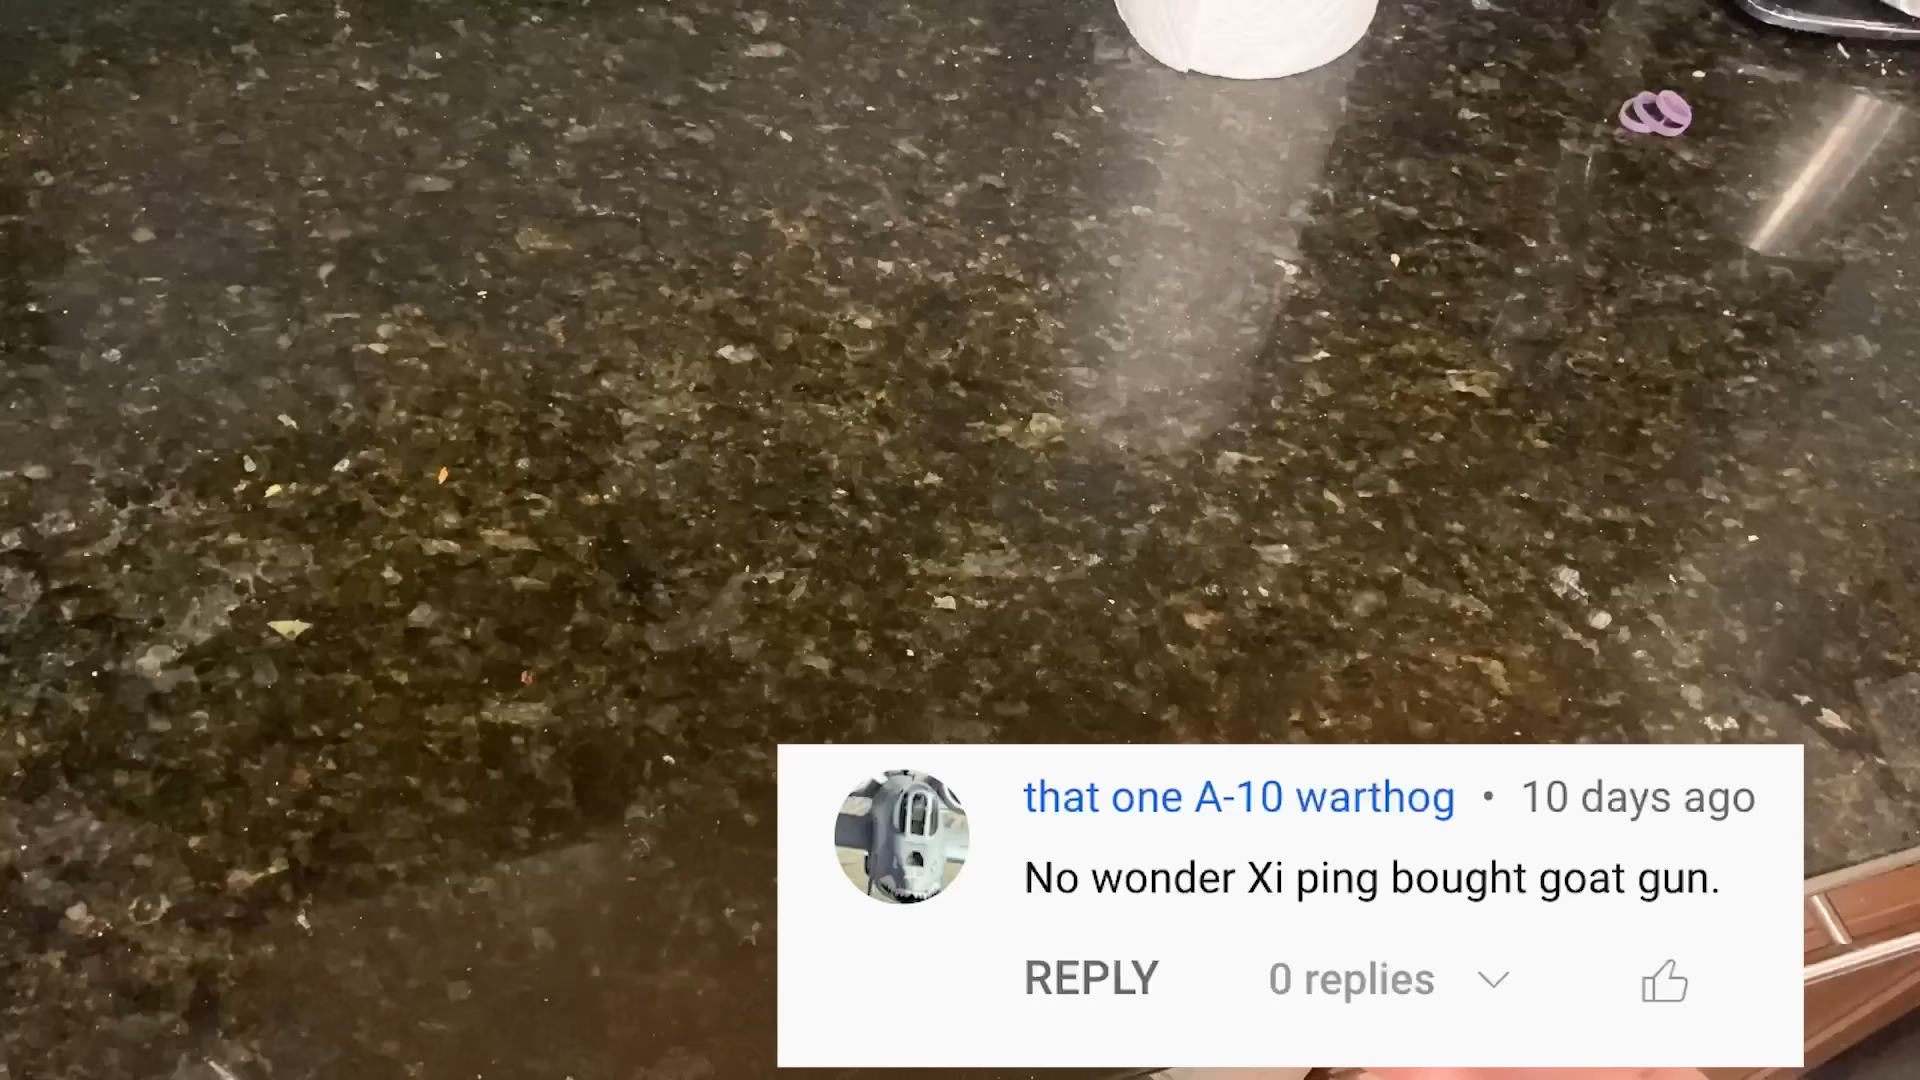 that one A-10 warthog • 10 days ago
No wonder Xi ping bought goat gun.
REPLY 0 replies